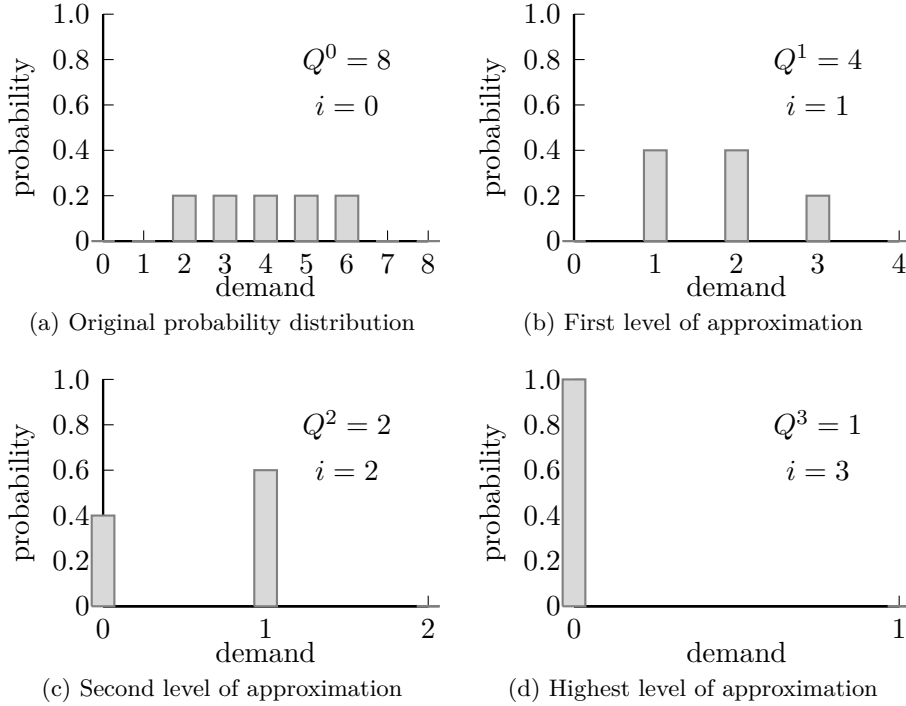 1.0
0.8
0.6
0.4
0.2
0
probability
Q^0 = 8
i = 0
0 1 2 3 4 5 6 7 8
demand
(a) Original probability distribution
1.0
0.8
0.6
0.4
0.2
0
probability
Q^1 = 4
i = 1
0 1 2 3 4
demand
(b) First level of approximation
1.0
0.8
0.6
0.4
0.2
0
probability
Q^2 = 2
i = 2
0 1 2
demand
(c) Second level of approximation
1.0
0.8
0.6
0.4
0.2
0
probability
Q^3 = 1
i = 3
0 1
demand
(d) Highest level of approximation